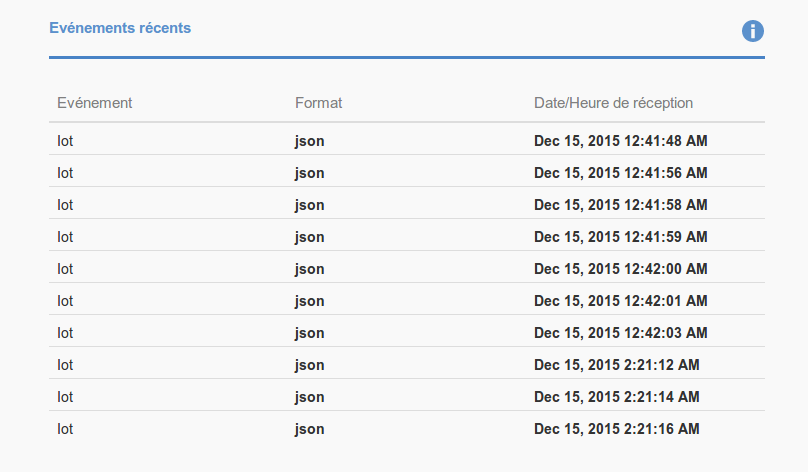 Evénements récents
Evénement Format Date/Heure de réception
Iot json Dec 15, 2015 12:41:48 AM
Iot json Dec 15, 2015 12:41:56 AM
Iot json Dec 15, 2015 12:41:58 AM
Iot json Dec 15, 2015 12:41:59 AM
Iot json Dec 15, 2015 12:42:00 AM
Iot json Dec 15, 2015 12:42:01 AM
Iot json Dec 15, 2015 12:42:03 AM
Iot json Dec 15, 2015 2:21:12 AM
Iot json Dec 15, 2015 2:21:14 AM
Iot json Dec 15, 2015 2:21:16 AM